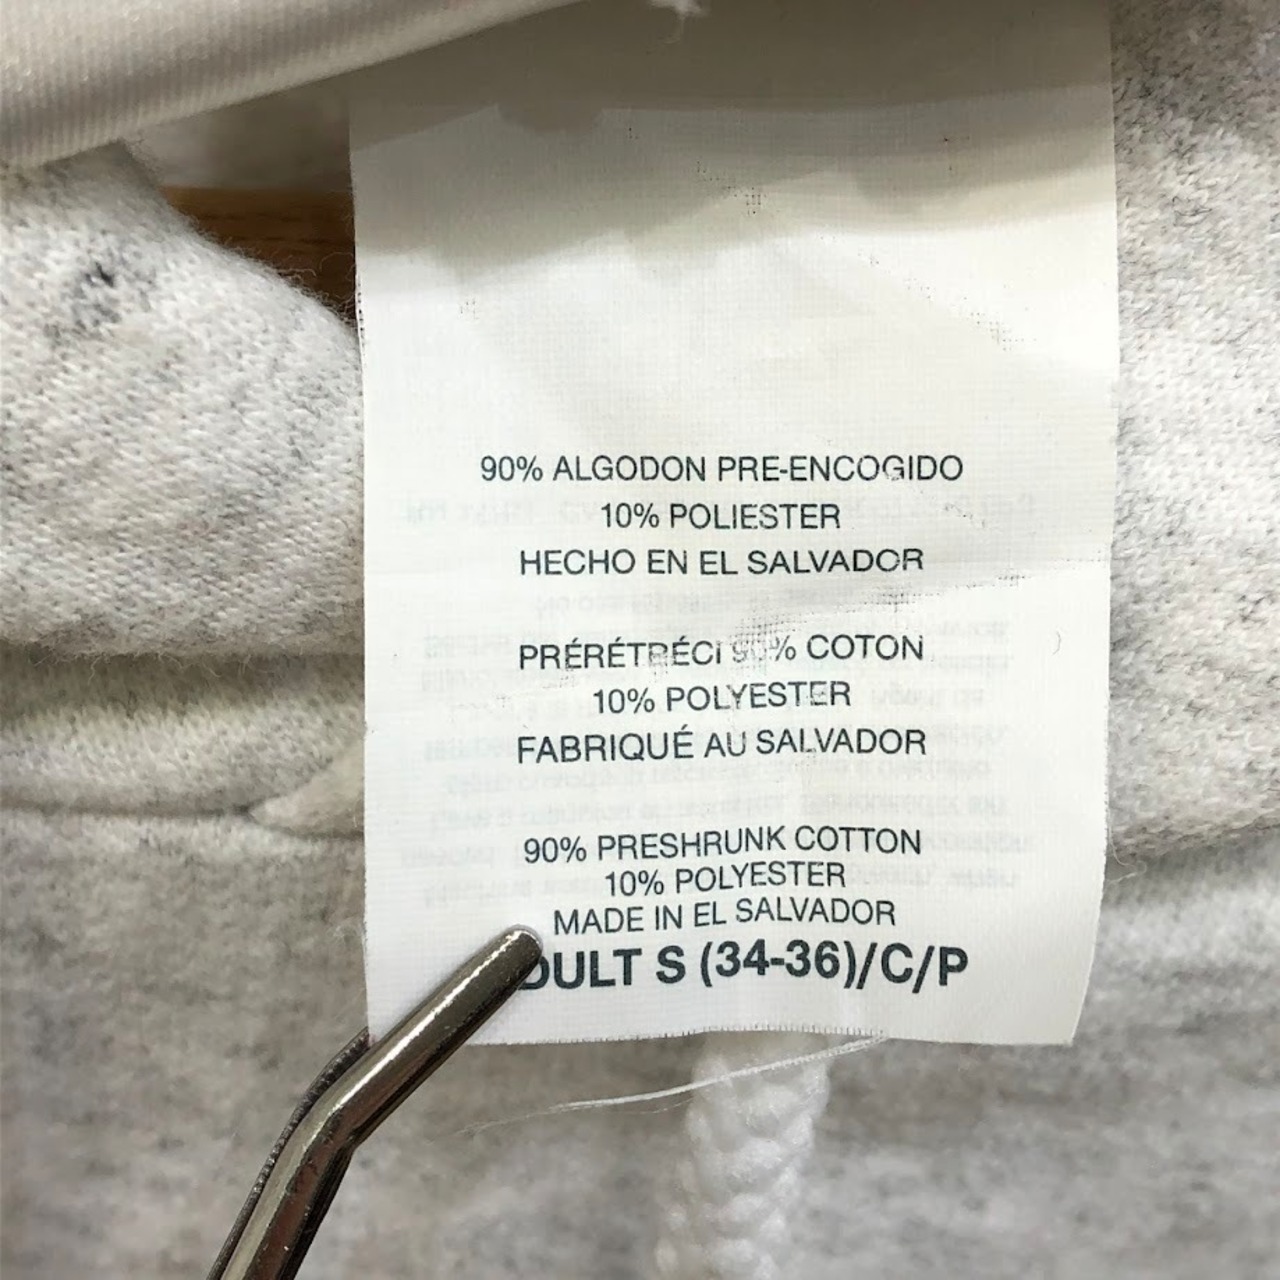 90% ALGODON PRE-ENCOGIDO
10% POLIESTER
HECHO EN EL SALVADOR
PRÉRÉTRÉCI 90% COTON
10% POLYESTER
FABRIQUÉ AU SALVADOR
90% PRESHRUNK COTTON
10% POLYESTER
MADE IN EL SALVADOR
DULT S (34-36)/C/P